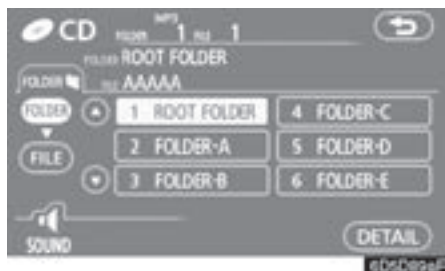 CD
MP3
FOLDER 1 FILE 1
FOLDER ROOT FOLDER
FOLDER
FILE AAAAA
FOLDER
FILE
1 ROOT FOLDER
2 FOLDER-A
3 FOLDER-B
4 FOLDER-C
5 FOLDER-D
6 FOLDER-E
SOUND
DETAIL